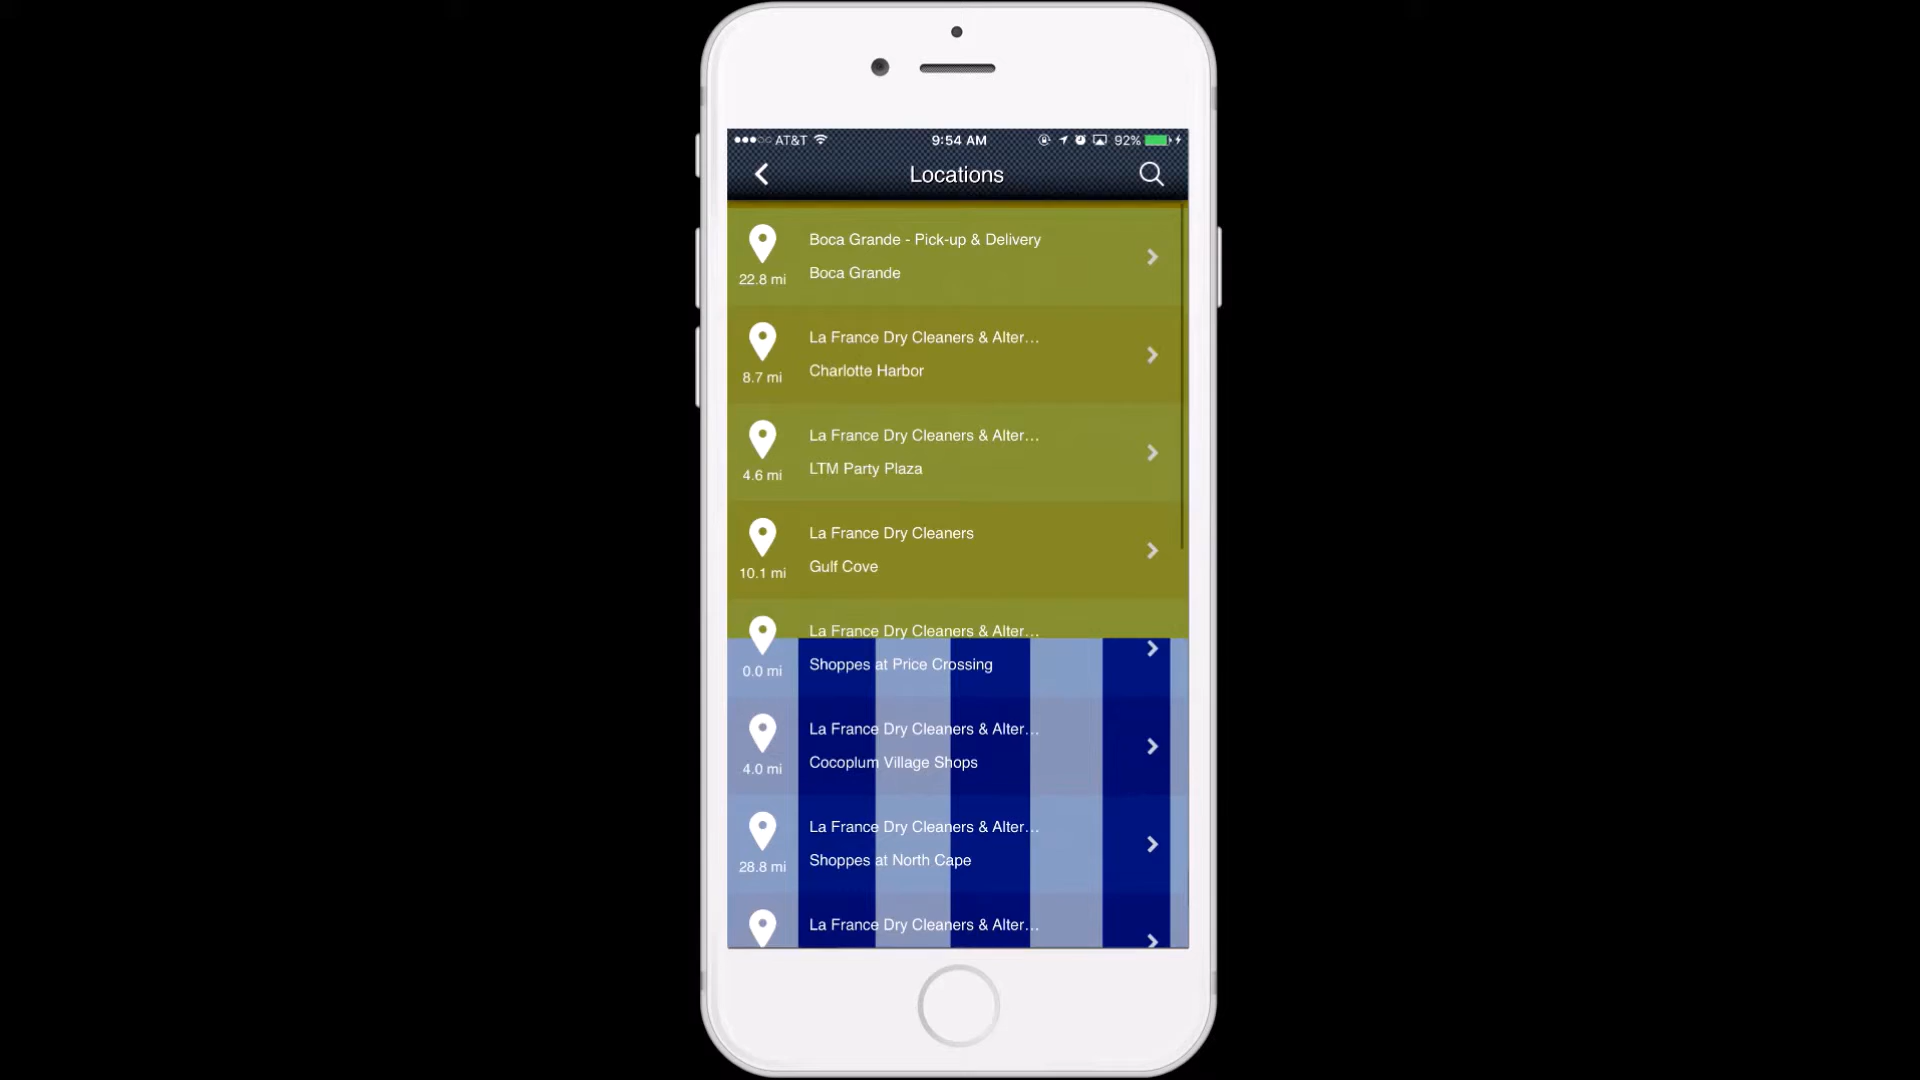 AT&T 9:54 AM 92%
Locations
Boca Grande - Pick-up & Delivery
Boca Grande
22.8 mi
La France Dry Cleaners & Alter…
Charlotte Harbor
8.7 mi
La France Dry Cleaners & Alter…
LTM Party Plaza
4.6 mi
La France Dry Cleaners
Gulf Cove
10.1 mi
La France Dry Cleaners & Alter…
Shoppes at Price Crossing
0.0 mi
La France Dry Cleaners & Alter…
Cocoplum Village Shops
4.0 mi
La France Dry Cleaners & Alter…
Shoppes at North Cape
28.8 mi
La France Dry Cleaners & Alter…